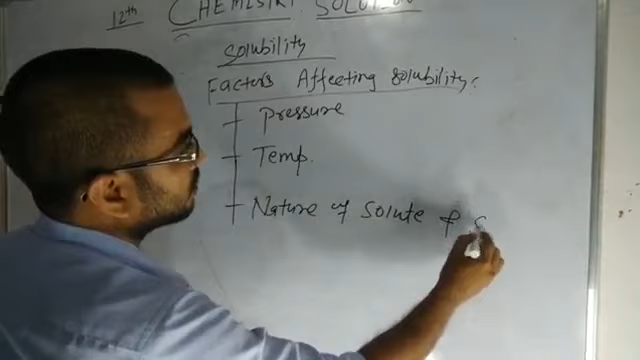 12th CHEMISTRY SOLUTION
Solubility
Factors Affecting solubility:
Pressure
Temp.
Nature of Solute & S